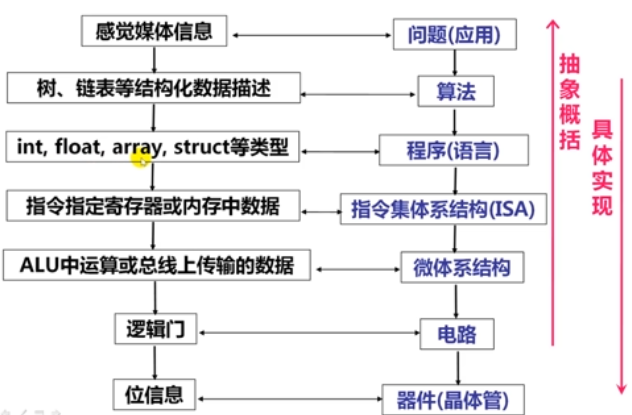 感觉媒体信息
问题(应用)
树、链表等结构化数据描述
算法
int, float, array, struct等类型
程序(语言)
指令指定寄存器或内存中数据
指令集体系结构(ISA)
ALU中运算或总线上传输的数据
微体系结构
逻辑门
电路
位信息
器件(晶体管)
抽象概括
具体实现